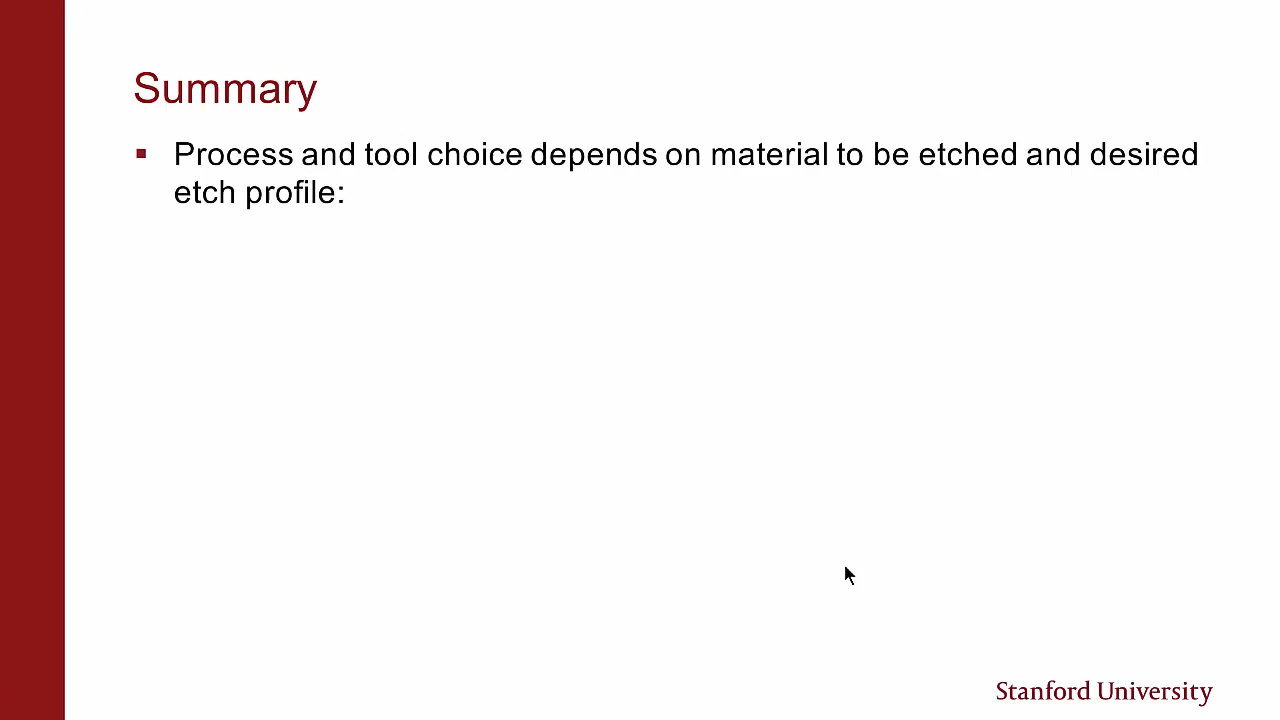 Summary
Process and tool choice depends on material to be etched and desired
etch profile:
Stanford University